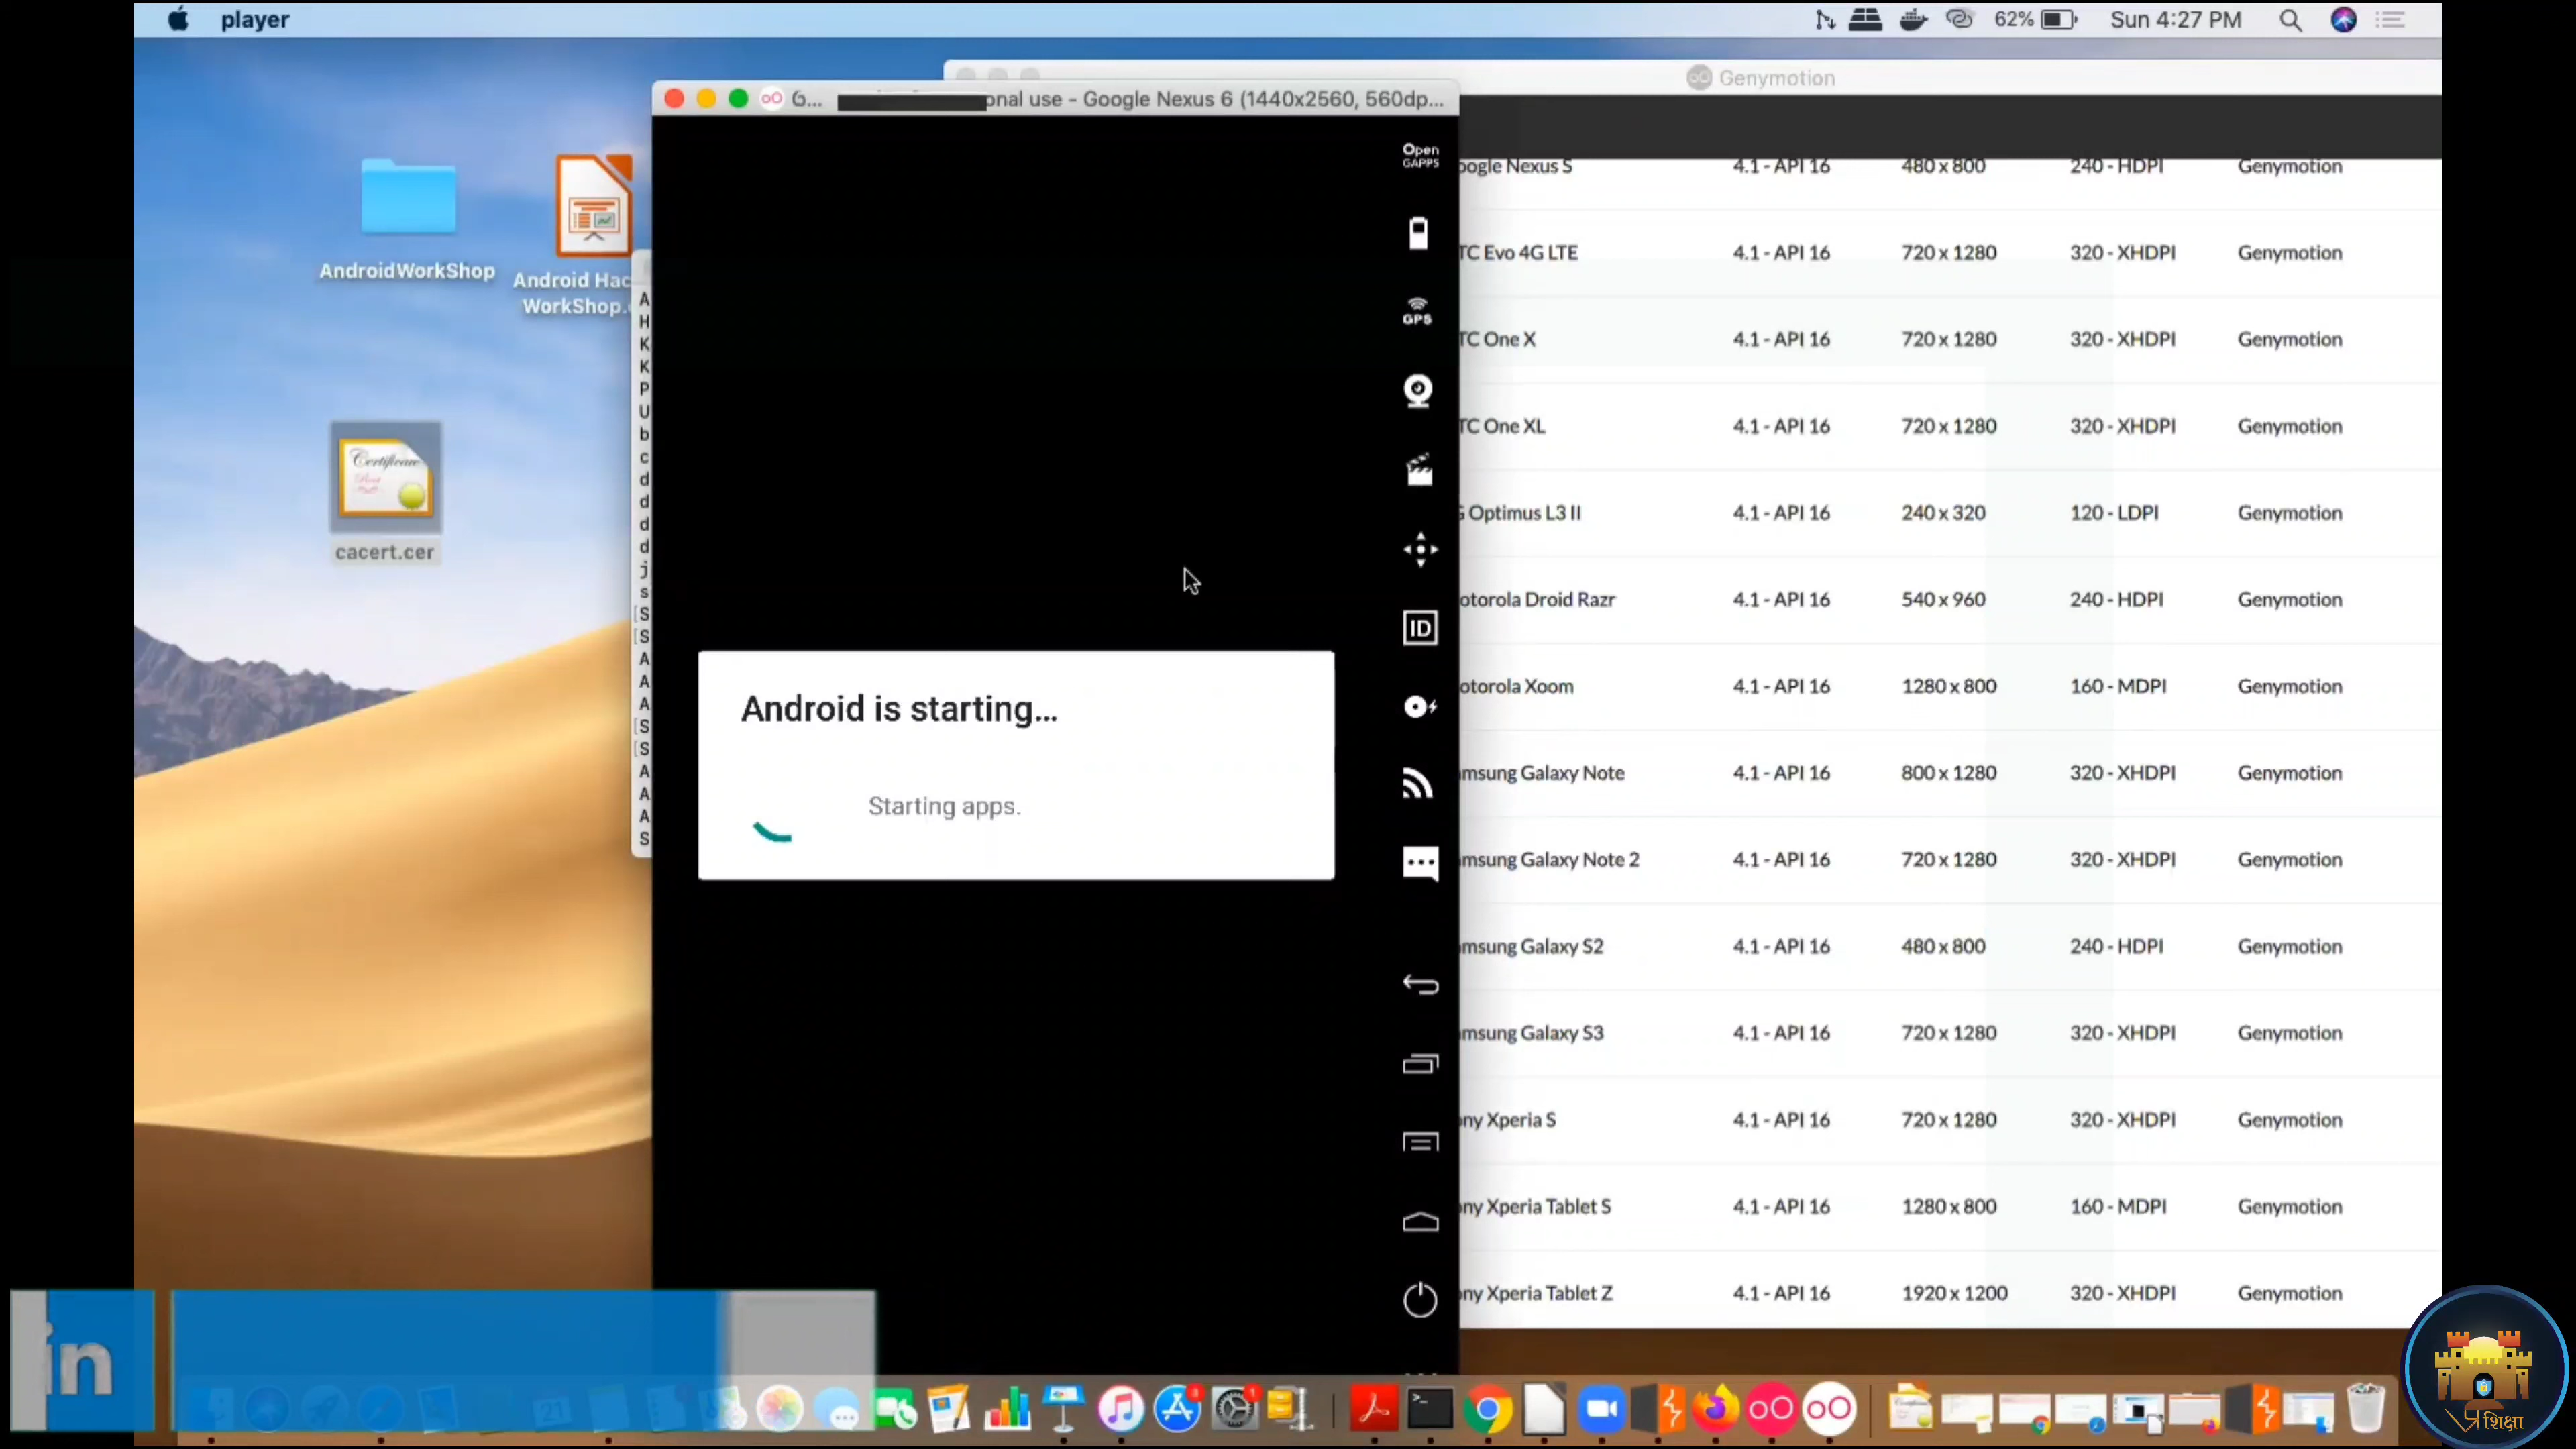 player
62%
Sun 4:27 PM
Genymotion
G...
onal use - Google Nexus 6 (1440x2560, 560dp...
Open
GAPPS
GPS
ID
AndroidWorkShop
Android Hac
WorkShop.
Certificate
cacert.cer
A
H
K
K
P
U
b
c
d
d
d
d
j
s
[S
[S
A
A
A
[S
[S
A
A
A
S
Android is starting...
Starting apps.
oogle Nexus S 4.1 - API 16 480 x 800 240 - HDPI Genymotion
TC Evo 4G LTE 4.1 - API 16 720 x 1280 320 - XHDPI Genymotion
TC One X 4.1 - API 16 720 x 1280 320 - XHDPI Genymotion
TC One XL 4.1 - API 16 720 x 1280 320 - XHDPI Genymotion
G Optimus L3 II 4.1 - API 16 240 x 320 120 - LDPI Genymotion
otorola Droid Razr 4.1 - API 16 540 x 960 240 - HDPI Genymotion
otorola Xoom 4.1 - API 16 1280 x 800 160 - MDPI Genymotion
msung Galaxy Note 4.1 - API 16 800 x 1280 320 - XHDPI Genymotion
msung Galaxy Note 2 4.1 - API 16 720 x 1280 320 - XHDPI Genymotion
msung Galaxy S2 4.1 - API 16 480 x 800 240 - HDPI Genymotion
msung Galaxy S3 4.1 - API 16 720 x 1280 320 - XHDPI Genymotion
ny Xperia S 4.1 - API 16 720 x 1280 320 - XHDPI Genymotion
ny Xperia Tablet S 4.1 - API 16 1280 x 800 160 - MDPI Genymotion
ny Xperia Tablet Z 4.1 - API 16 1920 x 1200 320 - XHDPI Genymotion
in
प्रशिक्षा